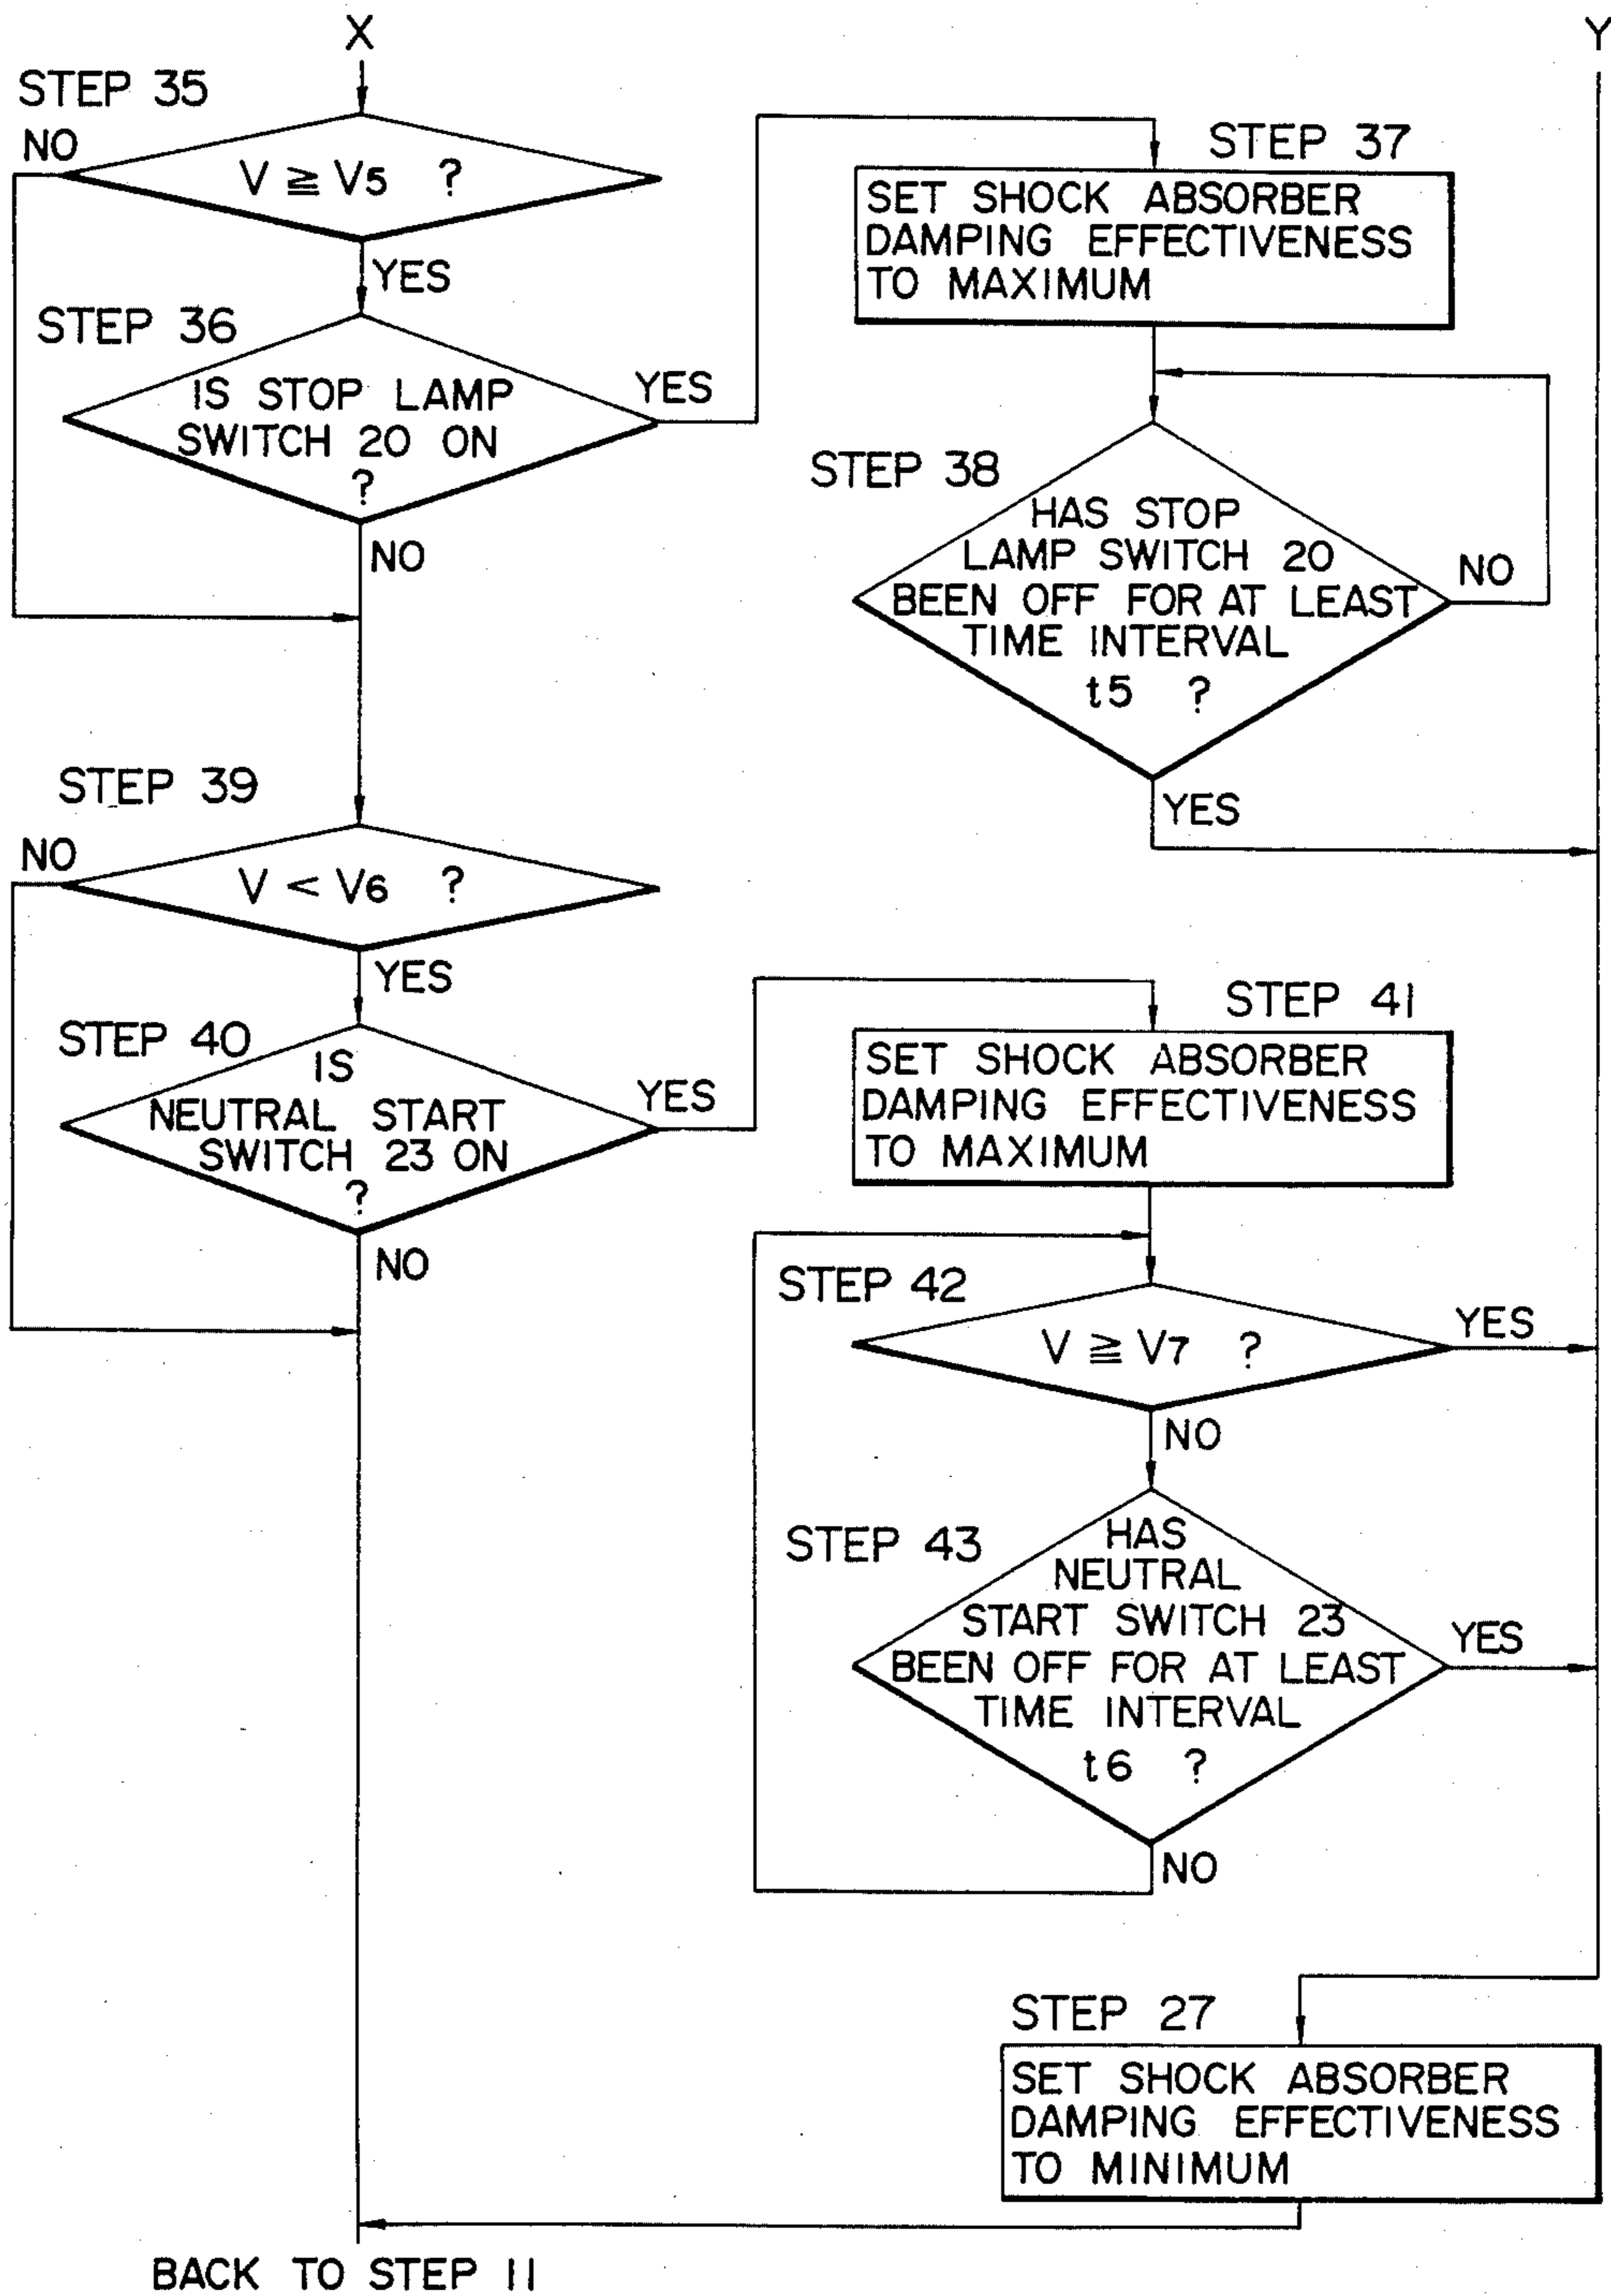 X
Y
STEP 35
NO
V ≧ V5 ?
YES
STEP 36
IS STOP LAMP
SWITCH 20 ON
?
YES
NO
STEP 37
SET SHOCK ABSORBER
DAMPING EFFECTIVENESS
TO MAXIMUM
STEP 38
HAS STOP
LAMP SWITCH 20
BEEN OFF FOR AT LEAST
TIME INTERVAL
t5 ?
NO
YES
STEP 39
NO
V < V6 ?
YES
STEP 40
IS
NEUTRAL START
SWITCH 23 ON
?
YES
NO
STEP 41
SET SHOCK ABSORBER
DAMPING EFFECTIVENESS
TO MAXIMUM
STEP 42
V ≧ V7 ?
YES
NO
STEP 43
HAS
NEUTRAL
START SWITCH 23
BEEN OFF FOR AT LEAST
TIME INTERVAL
t6 ?
YES
NO
STEP 27
SET SHOCK ABSORBER
DAMPING EFFECTIVENESS
TO MINIMUM
BACK TO STEP 11